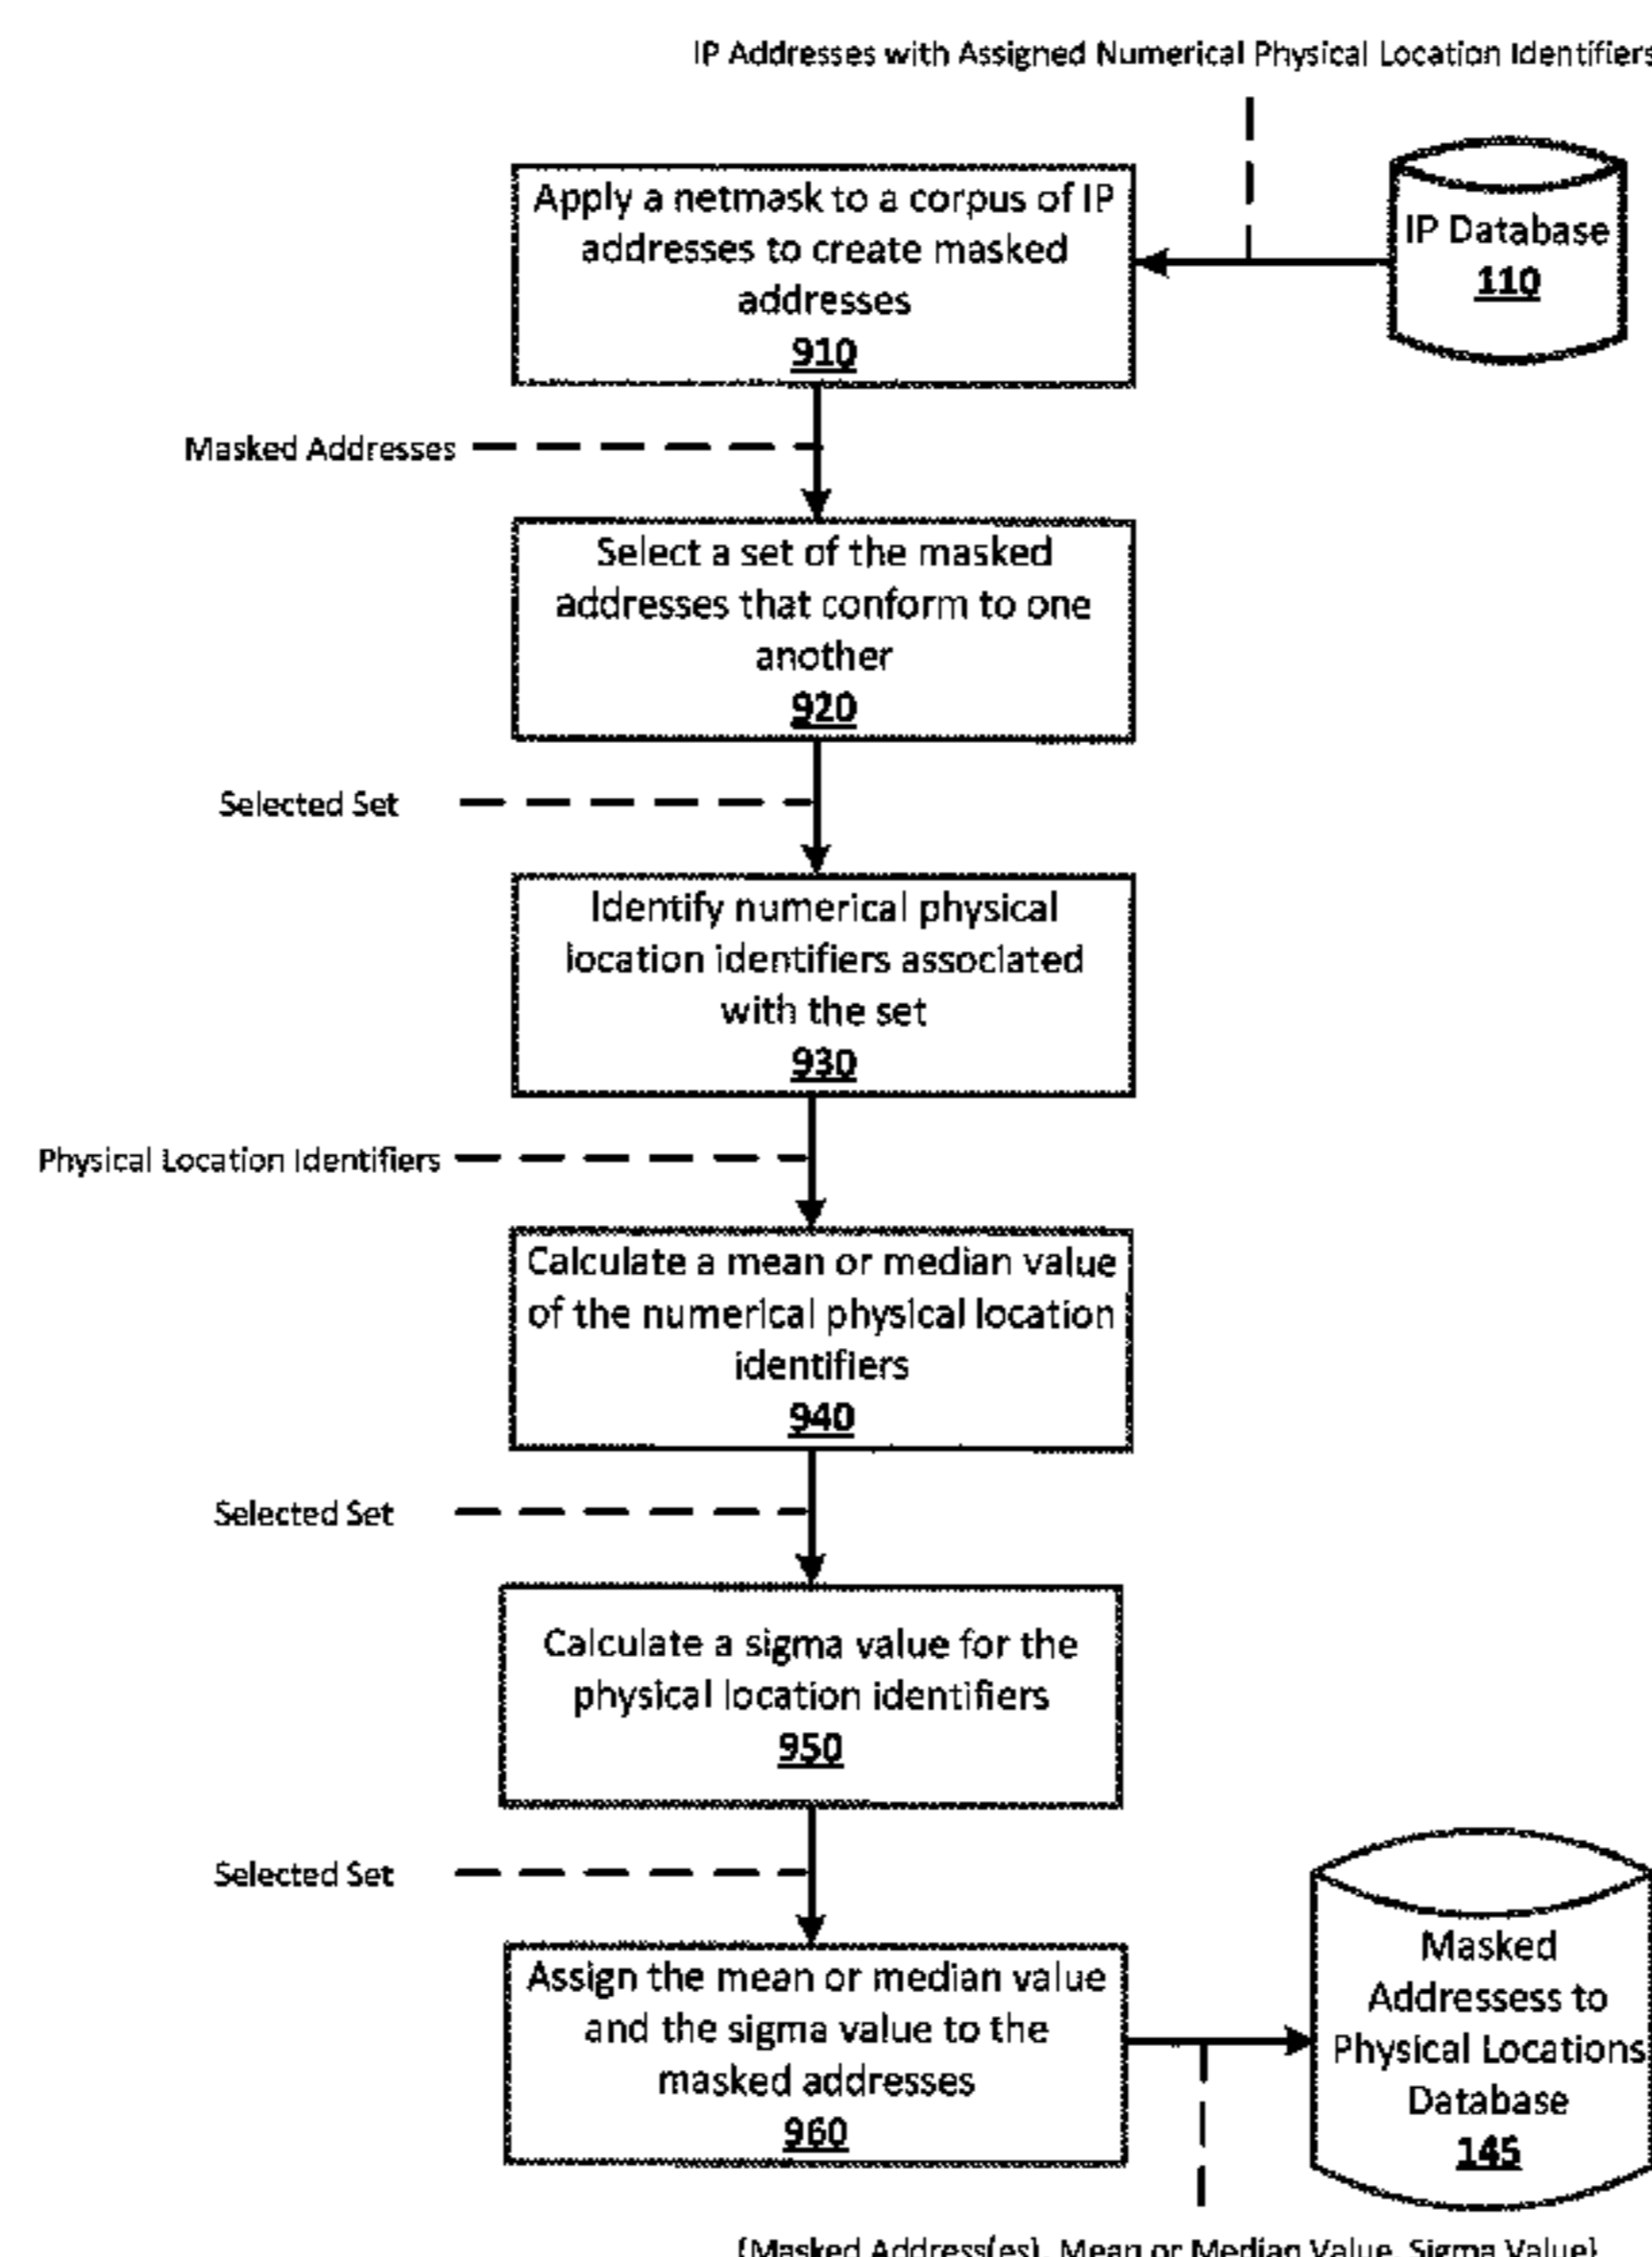 IP Addresses with Assigned Numerical Physical Location Identifiers
Apply a netmask to a corpus of IP
addresses to create masked
addresses
910
IP Database
110
Masked Addresses
Select a set of the masked
addresses that conform to one
another
920
Selected Set
Identify numerical physical
location identifiers associated
with the set
930
Physical Location Identifiers
Calculate a mean or median value
of the numerical physical location
identifiers
940
Selected Set
Calculate a sigma value for the
physical location identifiers
950
Selected Set
Assign the mean or median value
and the sigma value to the
masked addresses
960
Masked
Addressess to
Physical Locations
Database
145
{Masked Address(es), Mean or Median Value, Sigma Value}